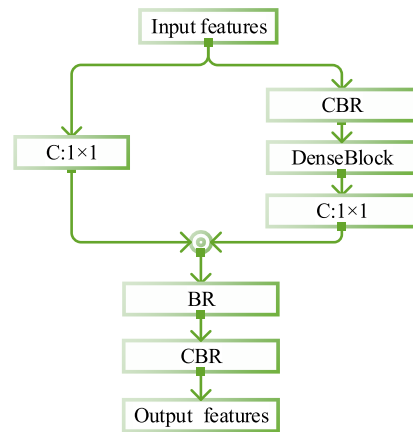 Input features
CBR
C:1×1
DenseBlock
C:1×1
BR
CBR
Output features